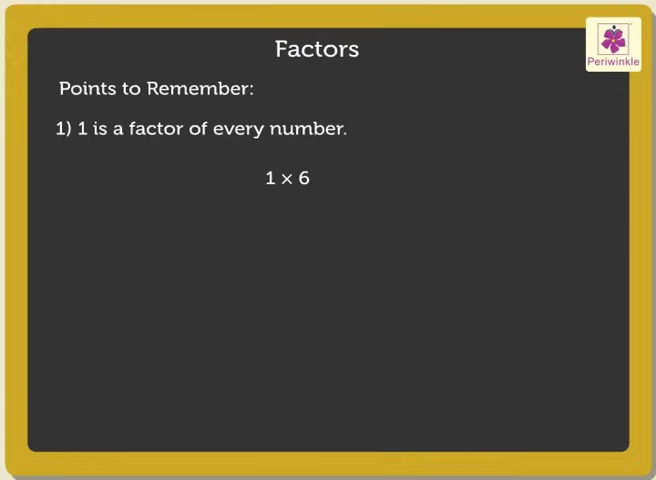 Factors
Periwinkle
Points to Remember:
1) 1 is a factor of every number.
1 × 6